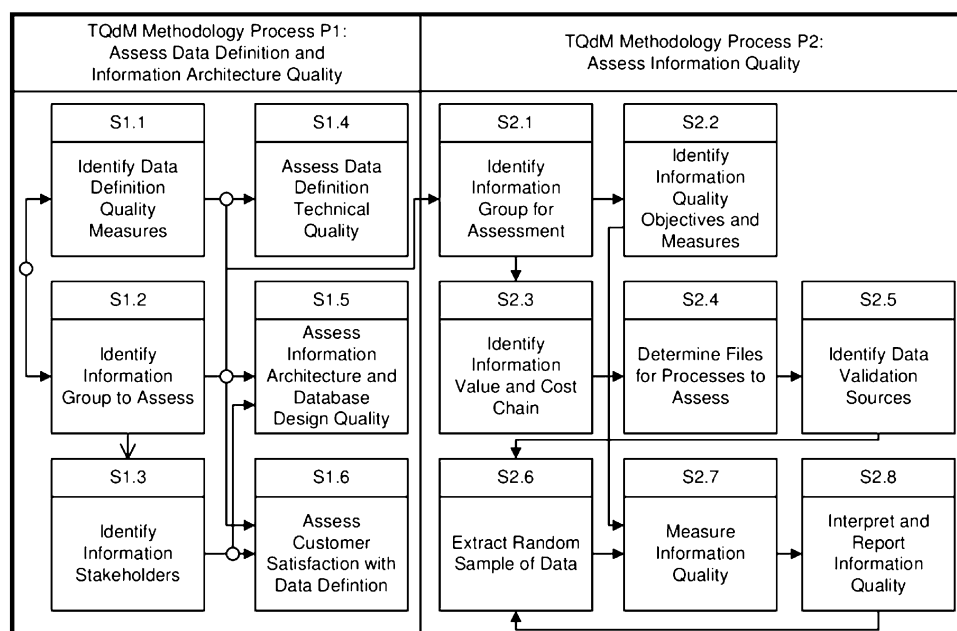 TQdM Methodology Process P1:
Assess Data Definition and
Information Architecture Quality
TQdM Methodology Process P2:
Assess Information Quality
S1.1
Identify Data
Definition
Quality
Measures
S1.4
Assess Data
Definition
Technical
Quality
S2.1
Identify
Information
Group for
Assessment
S2.2
Identify
Information
Quality
Objectives and
Measures
S1.2
Identify
Information
Group to Assess
S1.5
Assess
Information
Architecture and
Database
Design Quality
S2.3
Identify
Information
Value and Cost
Chain
S2.4
Determine Files
for Processes to
Assess
S2.5
Identify Data
Validation
Sources
S1.3
Identify
Information
Stakeholders
S1.6
Assess
Customer
Satisfaction with
Data Defintion
S2.6
Extract Random
Sample of Data
S2.7
Measure
Information
Quality
S2.8
Interpret and
Report
Information
Quality